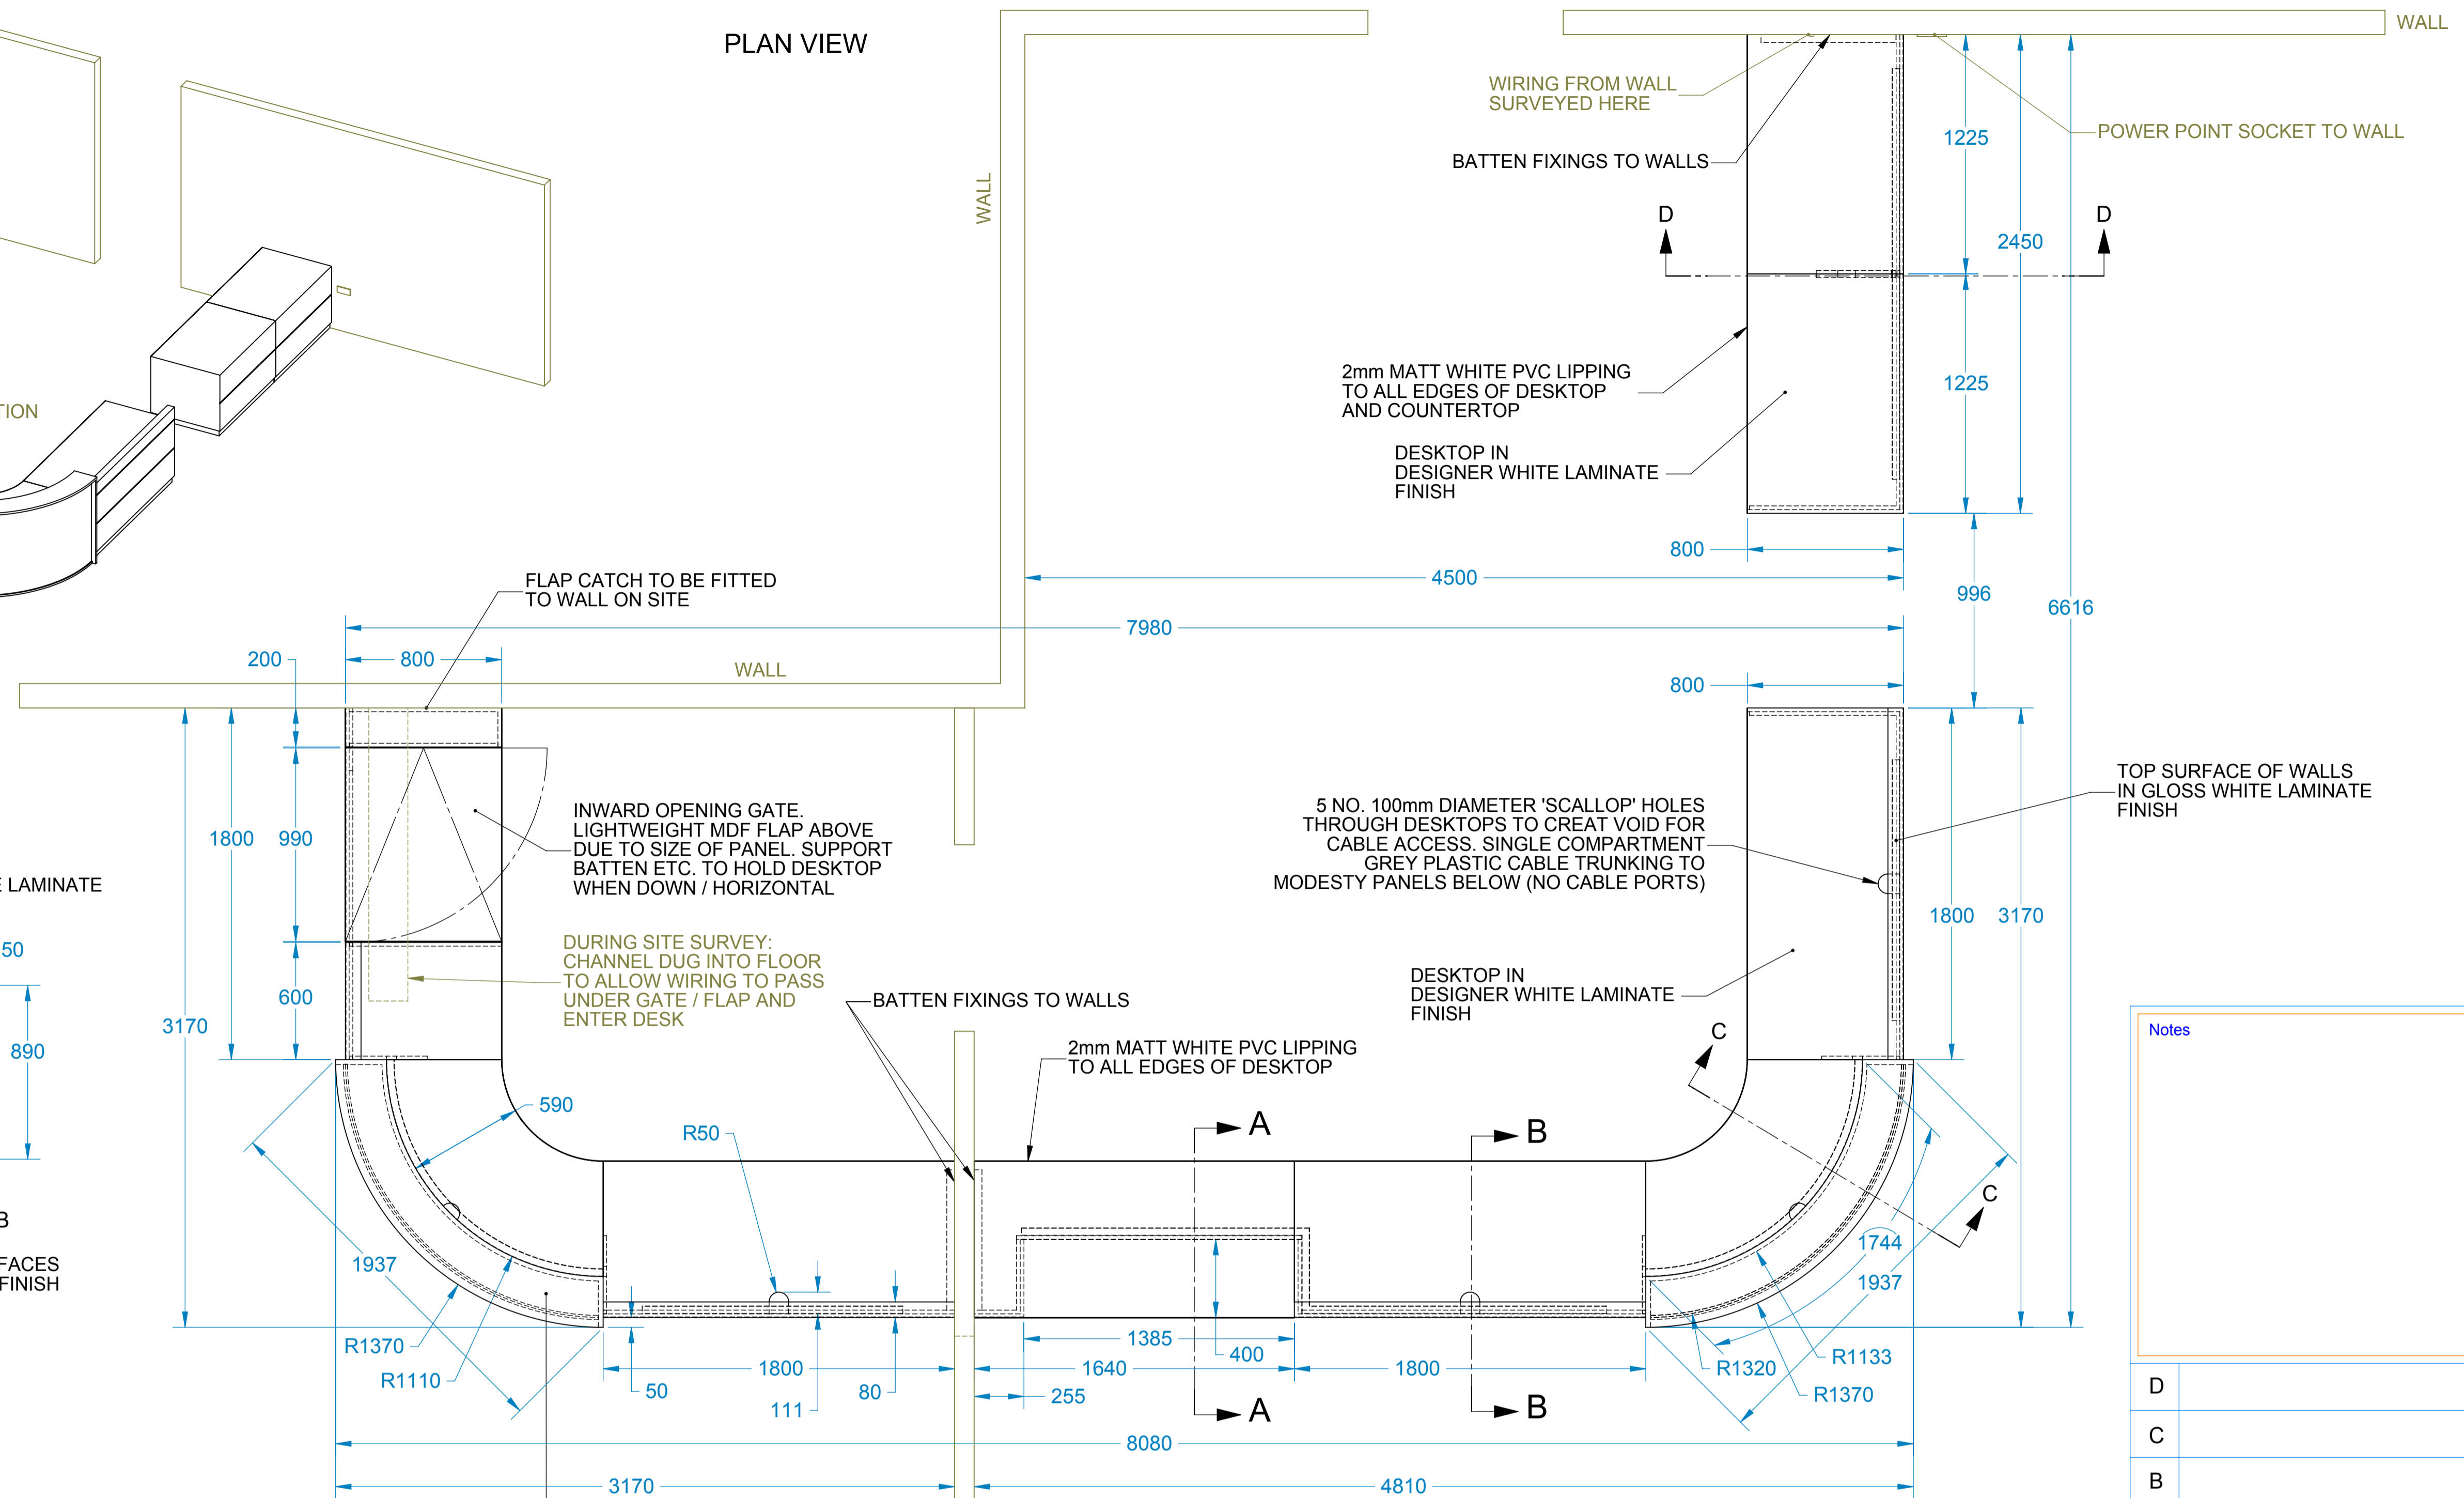 PLAN VIEW
WALL
WIRING FROM WALL
SURVEYED HERE
1225
POWER POINT SOCKET TO WALL
BATTEN FIXINGS TO WALLS
WALL
D
D
2450
2mm MATT WHITE PVC LIPPING
TO ALL EDGES OF DESKTOP
AND COUNTERTOP
1225
TION
DESKTOP IN
DESIGNER WHITE LAMINATE
FINISH
800
4500
FLAP CATCH TO BE FITTED
TO WALL ON SITE
996
6616
7980
200
800
WALL
800
INWARD OPENING GATE.
LIGHTWEIGHT MDF FLAP ABOVE
DUE TO SIZE OF PANEL. SUPPORT
BATTEN ETC. TO HOLD DESKTOP
WHEN DOWN / HORIZONTAL
1800
990
5 NO. 100mm DIAMETER 'SCALLOP' HOLES
THROUGH DESKTOPS TO CREAT VOID FOR
CABLE ACCESS. SINGLE COMPARTMENT
GREY PLASTIC CABLE TRUNKING TO
MODESTY PANELS BELOW (NO CABLE PORTS)
TOP SURFACE OF WALLS
IN GLOSS WHITE LAMINATE
FINISH
E LAMINATE
1800
3170
50
DURING SITE SURVEY:
CHANNEL DUG INTO FLOOR
TO ALLOW WIRING TO PASS
UNDER GATE / FLAP AND
ENTER DESK
600
3170
BATTEN FIXINGS TO WALLS
DESKTOP IN
DESIGNER WHITE LAMINATE
FINISH
890
C
Notes
2mm MATT WHITE PVC LIPPING
TO ALL EDGES OF DESKTOP
590
R50
A
B
C
B
1937
FACES
FINISH
1744
1937
R1370
R1110
1385
400
1800
1640
1800
R1320
R1133
R1370
50
111
80
255
A
B
D
8080
C
3170
4810
B